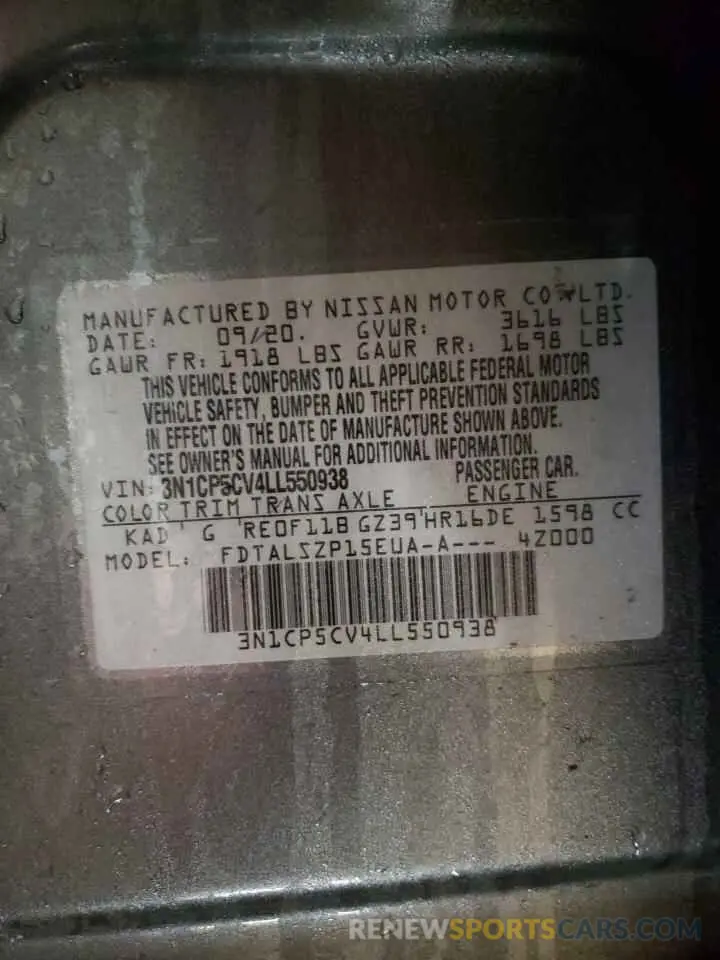 MANUFACTURED BY NISSAN MOTOR CO., LTD.
DATE: 09/20. GVWR: 3616 LBS
GAWR FR: 1918 LBS GAWR RR: 1698 LBS
THIS VEHICLE CONFORMS TO ALL APPLICABLE FEDERAL MOTOR
VEHICLE SAFETY, BUMPER AND THEFT PREVENTION STANDARDS
IN EFFECT ON THE DATE OF MANUFACTURE SHOWN ABOVE.
SEE OWNER'S MANUAL FOR ADDITIONAL INFORMATION.
VIN: 3N1CP5CV4LL550938 PASSENGER CAR.
COLOR TRIM TRANS AXLE ENGINE
KAD G RE0F11B GZ39 HR16DE 1598 CC
MODEL: FDTALSZP15EUA-A--- 4Z000
3N1CP5CV4LL550938
RENEWSPORTSCARS.COM